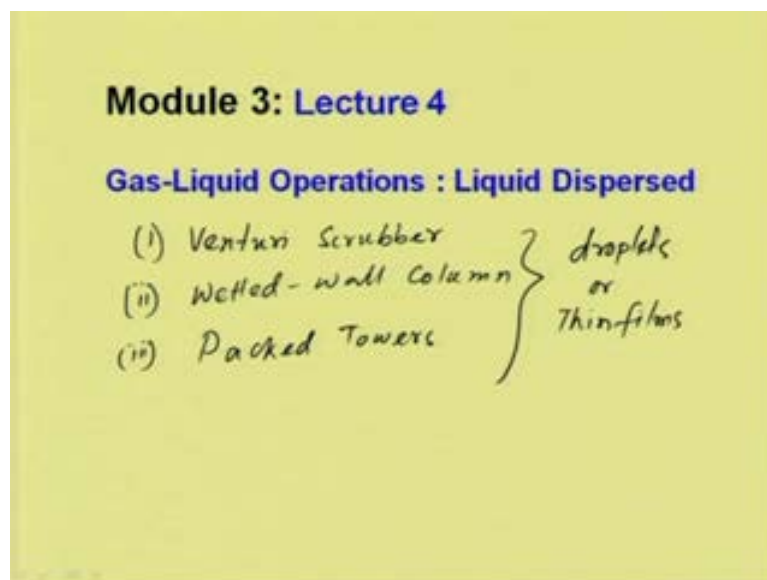 Module 3: Lecture 4
Gas-Liquid Operations : Liquid Dispersed
(i) Venturi Scrubber
(ii) Wetted-wall Column
(iii) Packed Towers
droplets
or
Thin films